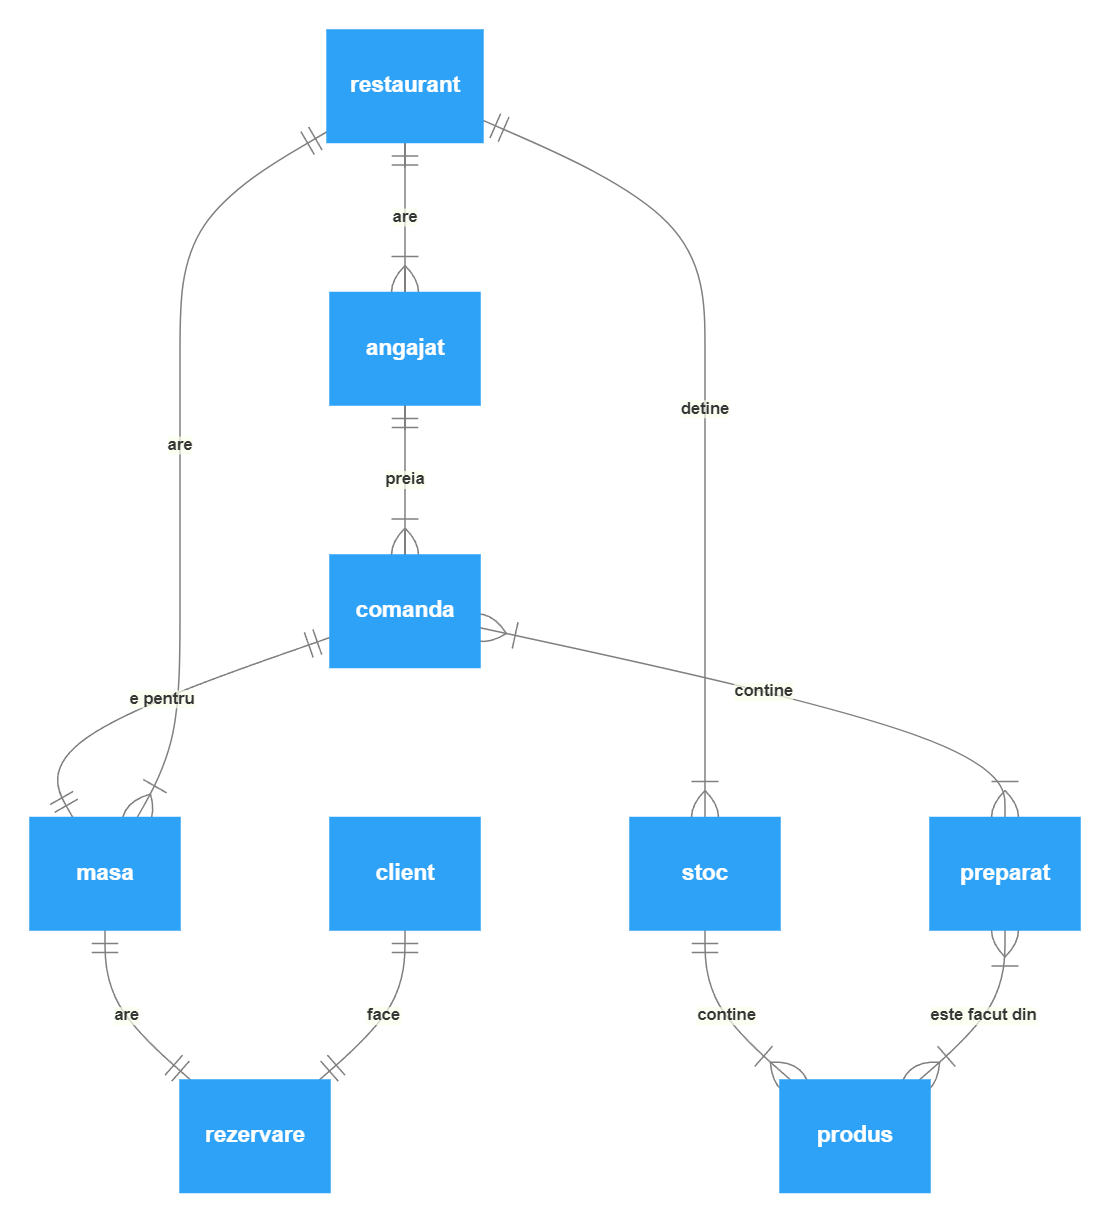 restaurant
are
angajat
detine
are
preia
comanda
contine
e pentru
masa
client
stoc
preparat
are
face
contine
este facut din
rezervare
produs